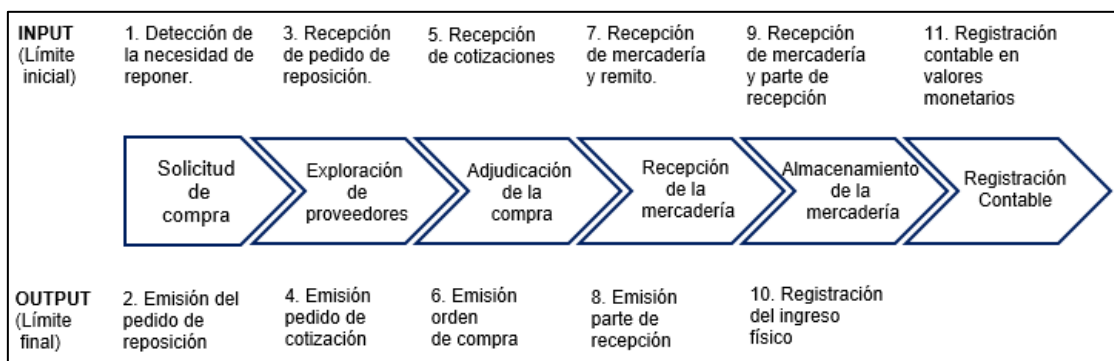 INPUT
(Límite
inicial)
1. Detección de
la necesidad de
reponer.
3. Recepción
de pedido de
reposición.
5. Recepción
de cotizaciones
7. Recepción
de mercadería
y remito.
9. Recepción
de mercadería
y parte de
recepción
11. Registración
contable en
valores
monetarios
Solicitud
de
compra
Exploración
de
proveedores
Adjudicación
de la
compra
Recepción
de la
mercadería
Almacenamiento
de la
mercadería
Registración
Contable
OUTPUT
(Límite
final)
2. Emisión del
pedido de
reposición
4. Emisión
pedido de
cotización
6. Emisión
orden
de compra
8. Emisión
parte de
recepción
10. Registración
del ingreso
físico